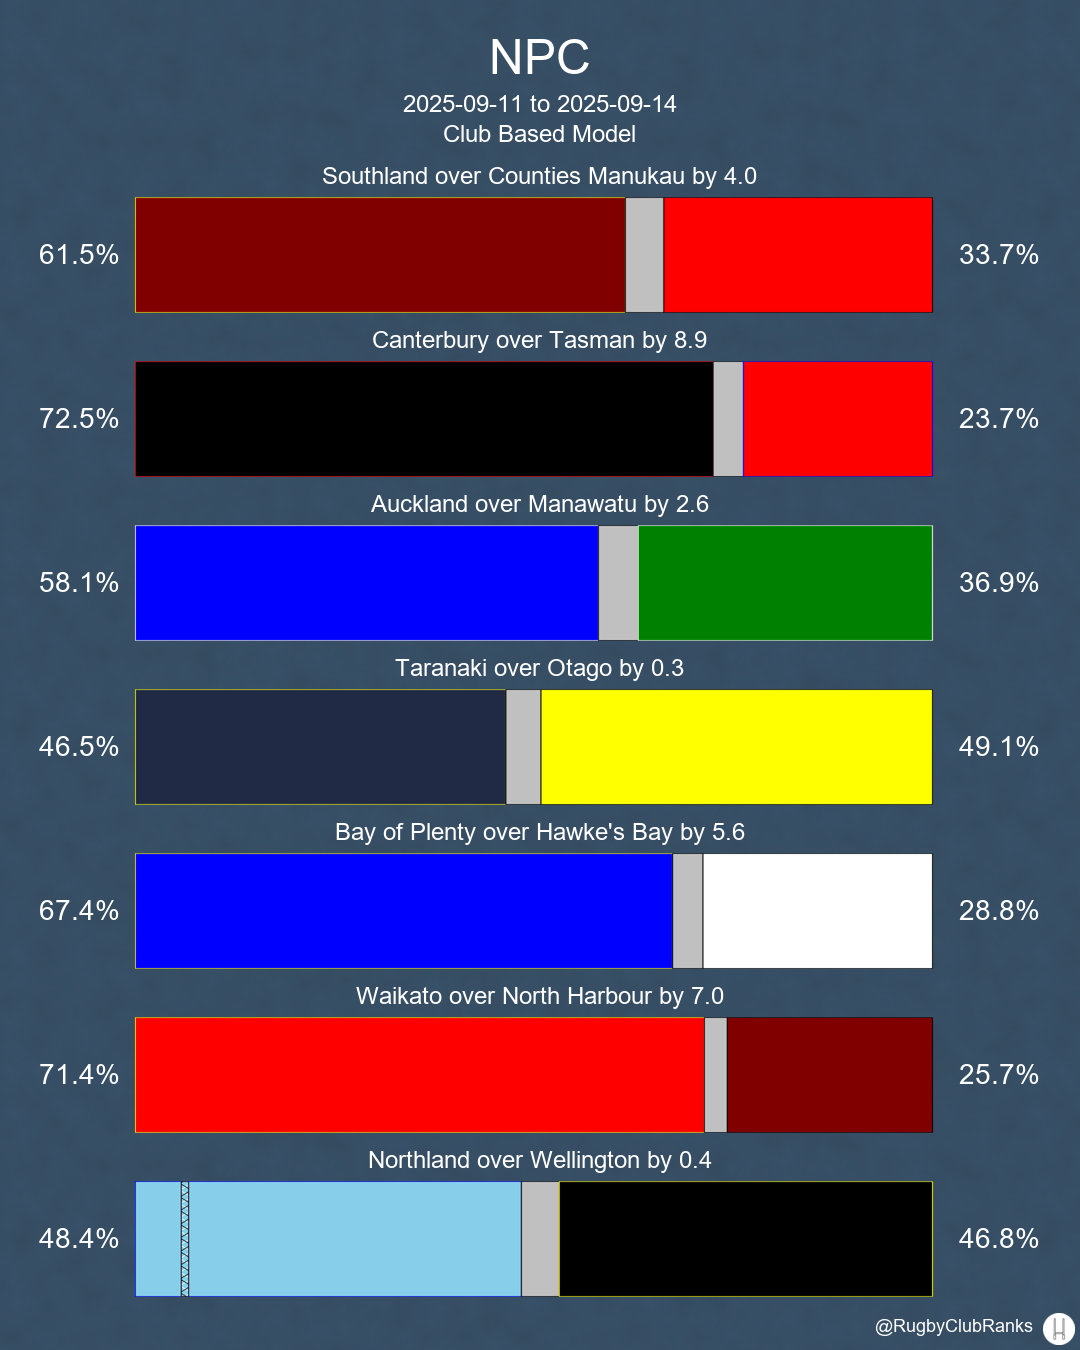 NPC
2025-09-11 to 2025-09-14
Club Based Model
Southland over Counties Manukau by 4.0
61.5% 33.7%
Canterbury over Tasman by 8.9
72.5% 23.7%
Auckland over Manawatu by 2.6
58.1% 36.9%
Taranaki over Otago by 0.3
46.5% 49.1%
Bay of Plenty over Hawke's Bay by 5.6
67.4% 28.8%
Waikato over North Harbour by 7.0
71.4% 25.7%
Northland over Wellington by 0.4
48.4% 46.8%
@RugbyClubRanks